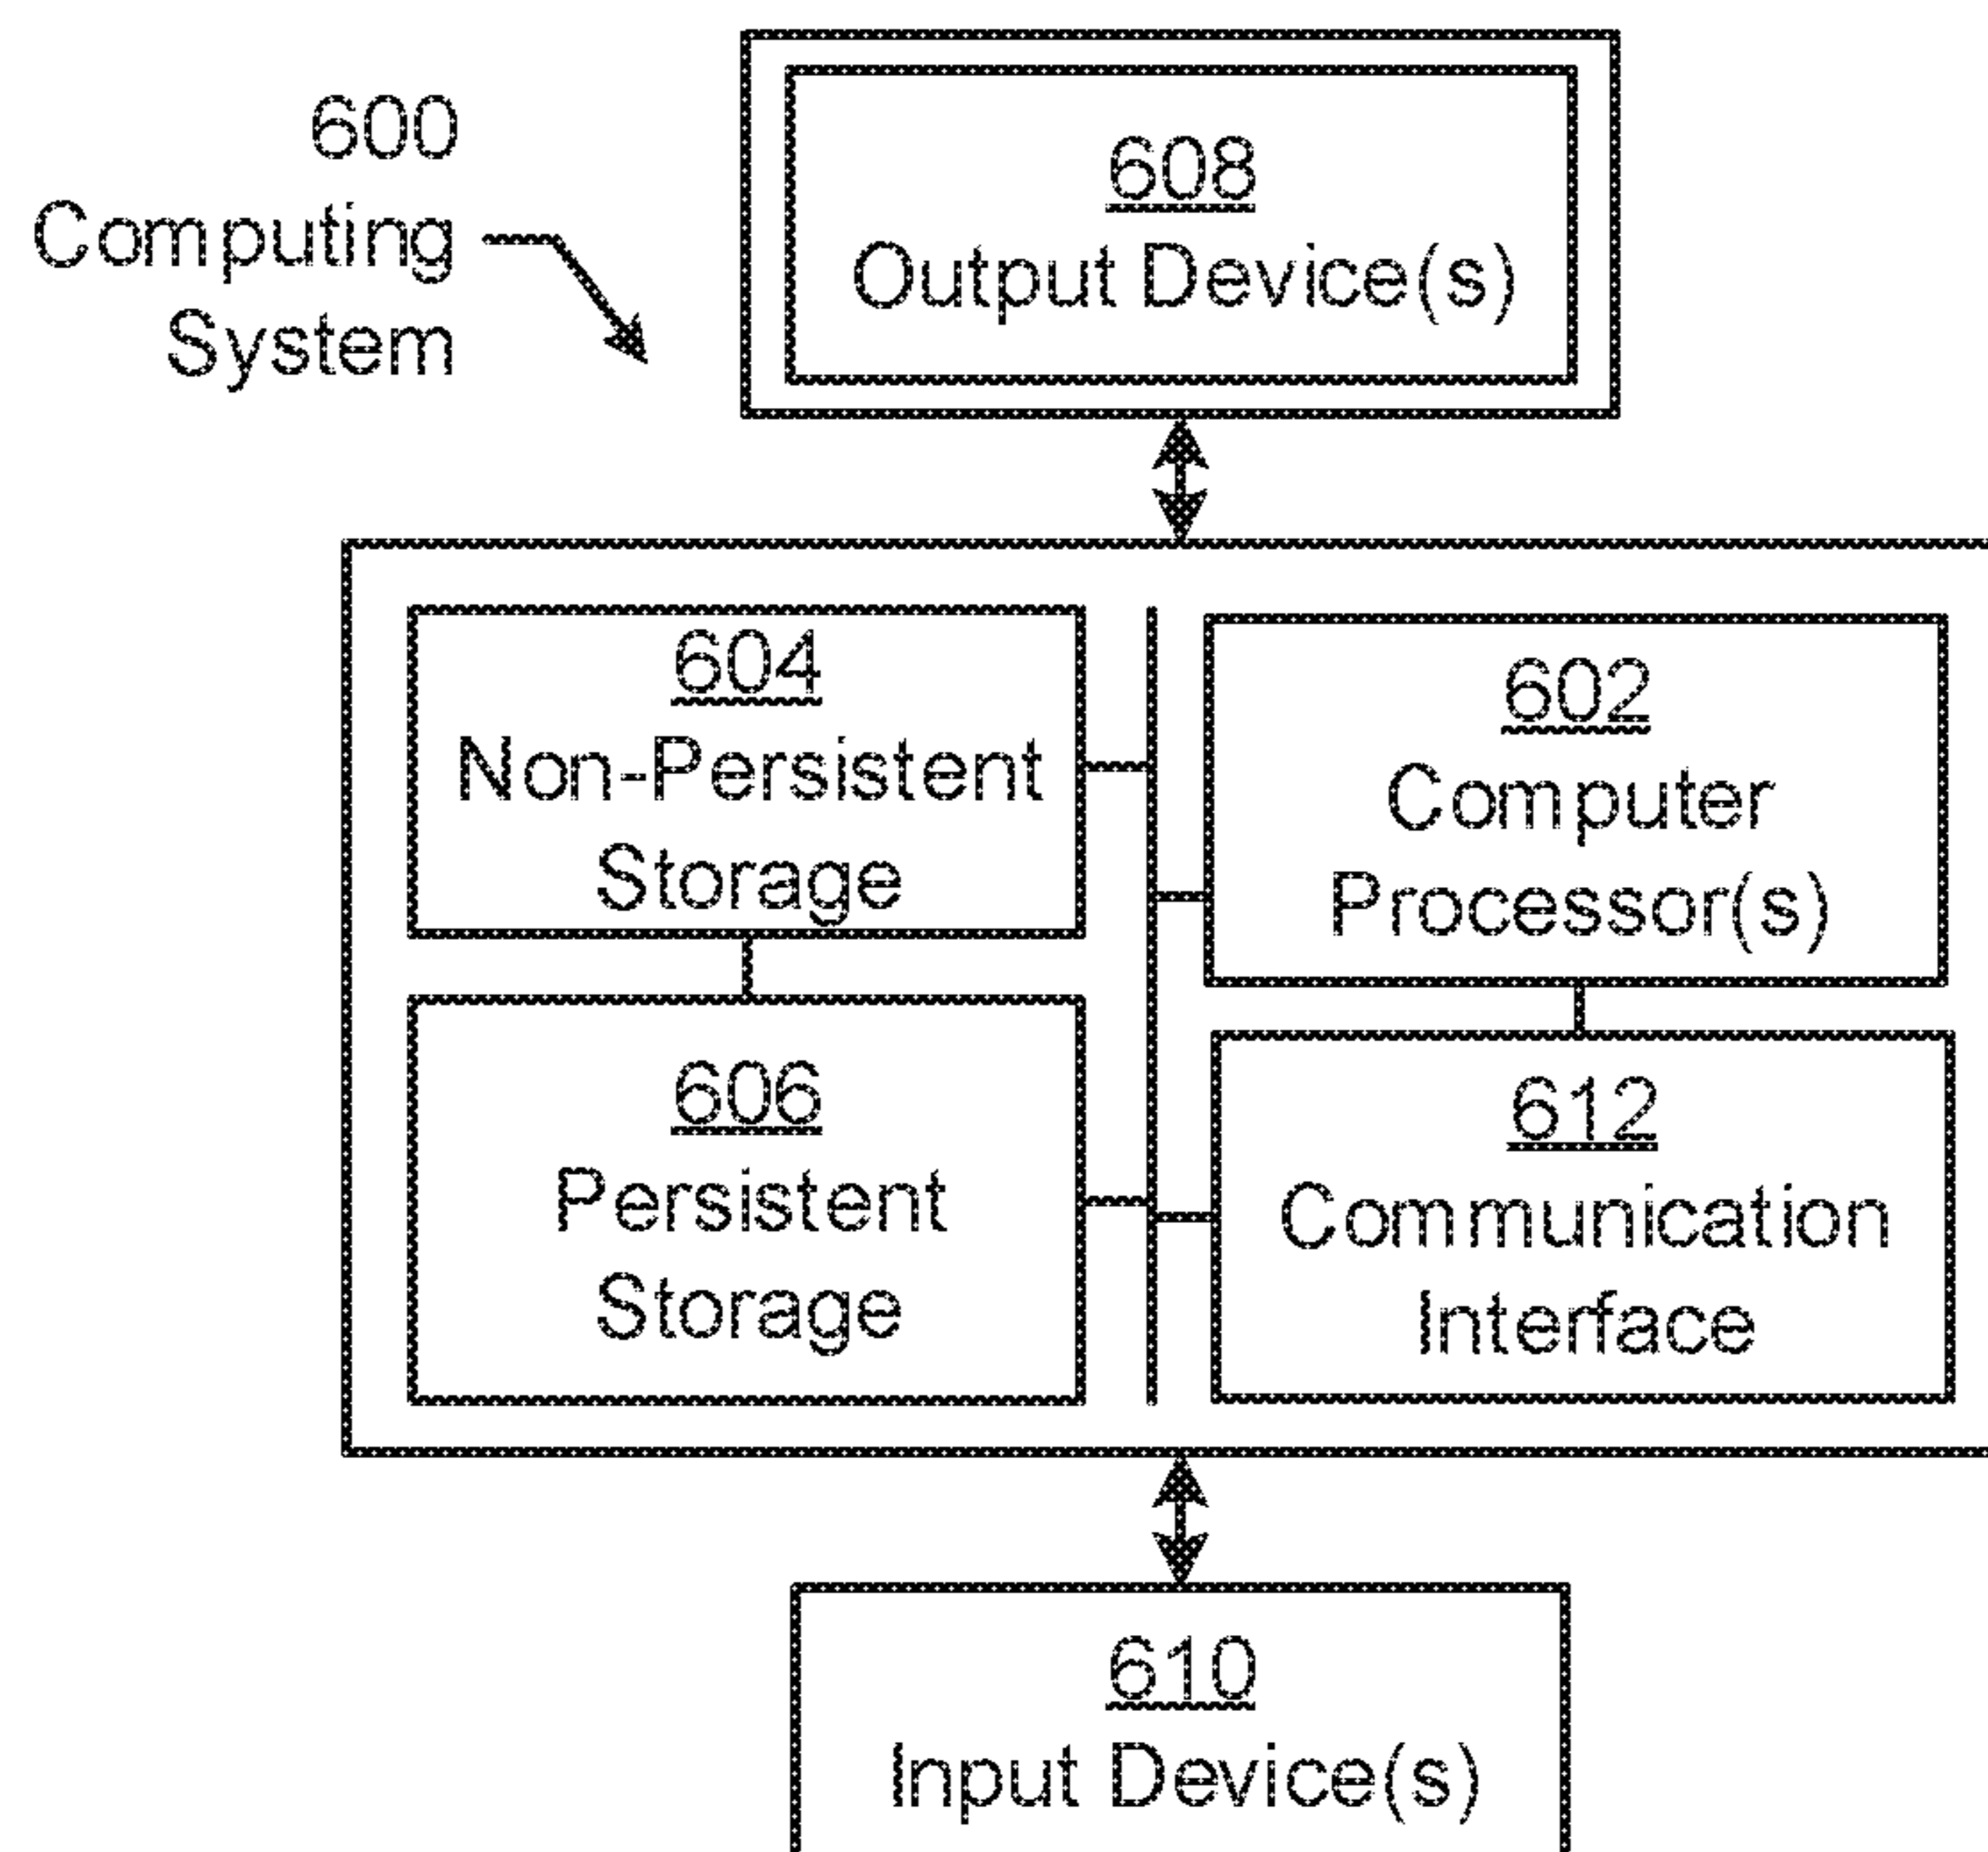 600
Computing
System
608
Output Device(s)
604
Non-Persistent
Storage
602
Computer
Processor(s)
606
Persistent
Storage
612
Communication
Interface
610
Input Device(s)